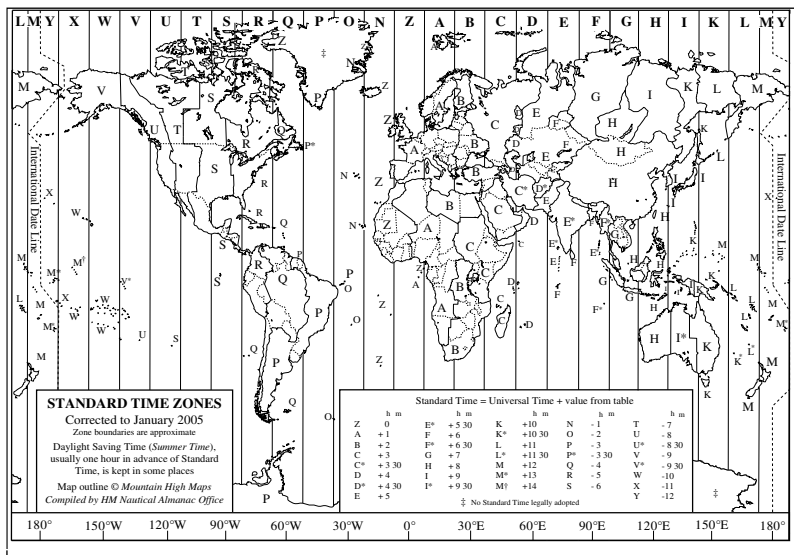 L M Y X W V U T S R Q P O N Z A B C D E F G H I K L M Y
‡
Z Z N A
M V S P Z A B C E G I K L M
U T R Q P* Z A B C D E F H K L
International Date Line
International Date Line
X W S R N Z A B C C* D* E H I I X
R Q N Z A B C D E* F* G H
M M* M† V* S R Q P O Z A C C D E E F E G H K K M M
L M X W W P O Z A B C D F F* G H I K L M
M* W U S P O A B C D H I* K L M*
M Q Z B K K* L* M
P Q O K M
STANDARD TIME ZONES
Corrected to January 2005
Zone boundaries are approximate
Daylight Saving Time (Summer Time),
usually one hour in advance of Standard
Time, is kept in some places
Map outline © Mountain High Maps
Compiled by HM Nautical Almanac Office
P
Standard Time = Universal Time + value from table
h m h m h m h m h m
Z 0 E* + 5 30 K +10 N - 1 T - 7
A + 1 F + 6 K* +10 30 O - 2 U - 8
B + 2 F* + 6 30 L +11 P - 3 U* - 8 30
C + 3 G + 7 L* +11 30 P* - 3 30 V - 9
C* + 3 30 H + 8 M +12 Q - 4 V* - 9 30
D + 4 I + 9 M* +13 R - 5 W -10
D* + 4 30 I* + 9 30 M† +14 S - 6 X -11
E + 5 Y -12
‡ No Standard Time legally adopted
‡
180° 150°W 120°W 90°W 60°W 30°W 0° 30°E 60°E 90°E 120°E 150°E 180°